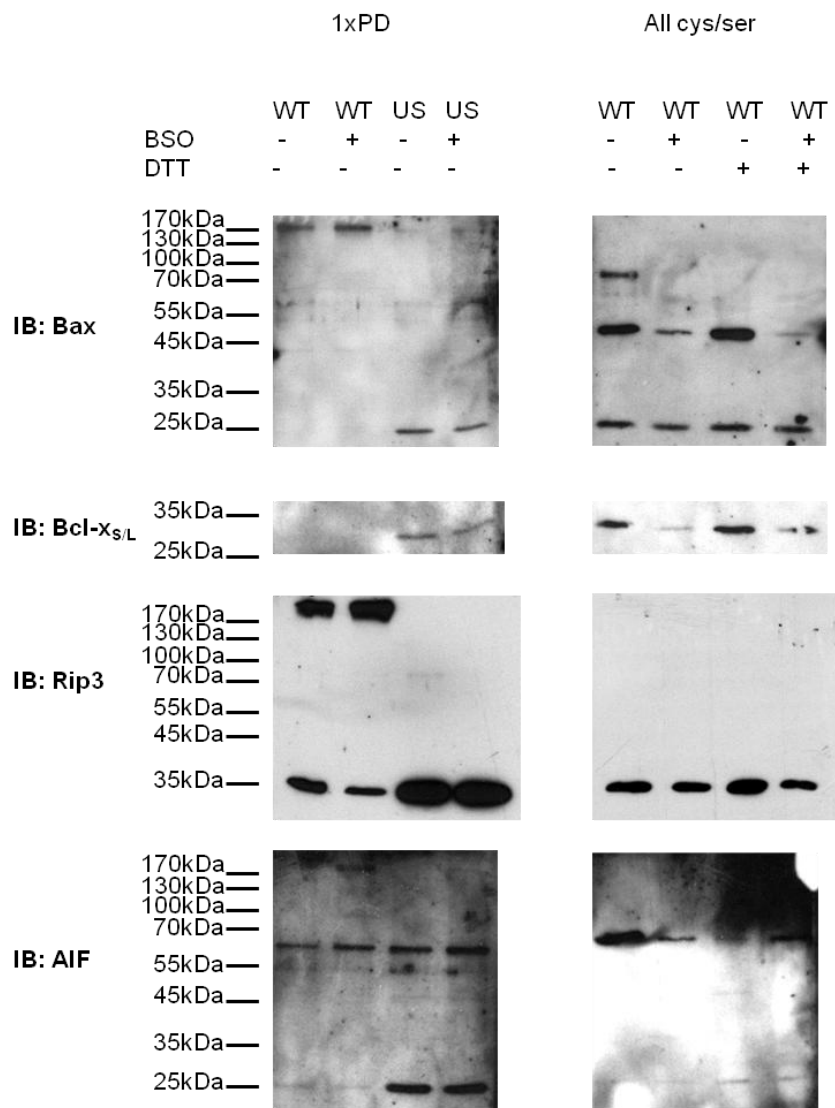 1xPD All cys/ser
WT WT US US WT WT WT WT
BSO - + - + - + - +
DTT - - - - - - + +
IB: Bax
170kDa
130kDa
100kDa
70kDa
55kDa
45kDa
35kDa
25kDa
IB: Bcl-xS/L
35kDa
25kDa
IB: Rip3
170kDa
130kDa
100kDa
70kDa
55kDa
45kDa
35kDa
IB: AIF
170kDa
130kDa
100kDa
70kDa
55kDa
45kDa
35kDa
25kDa